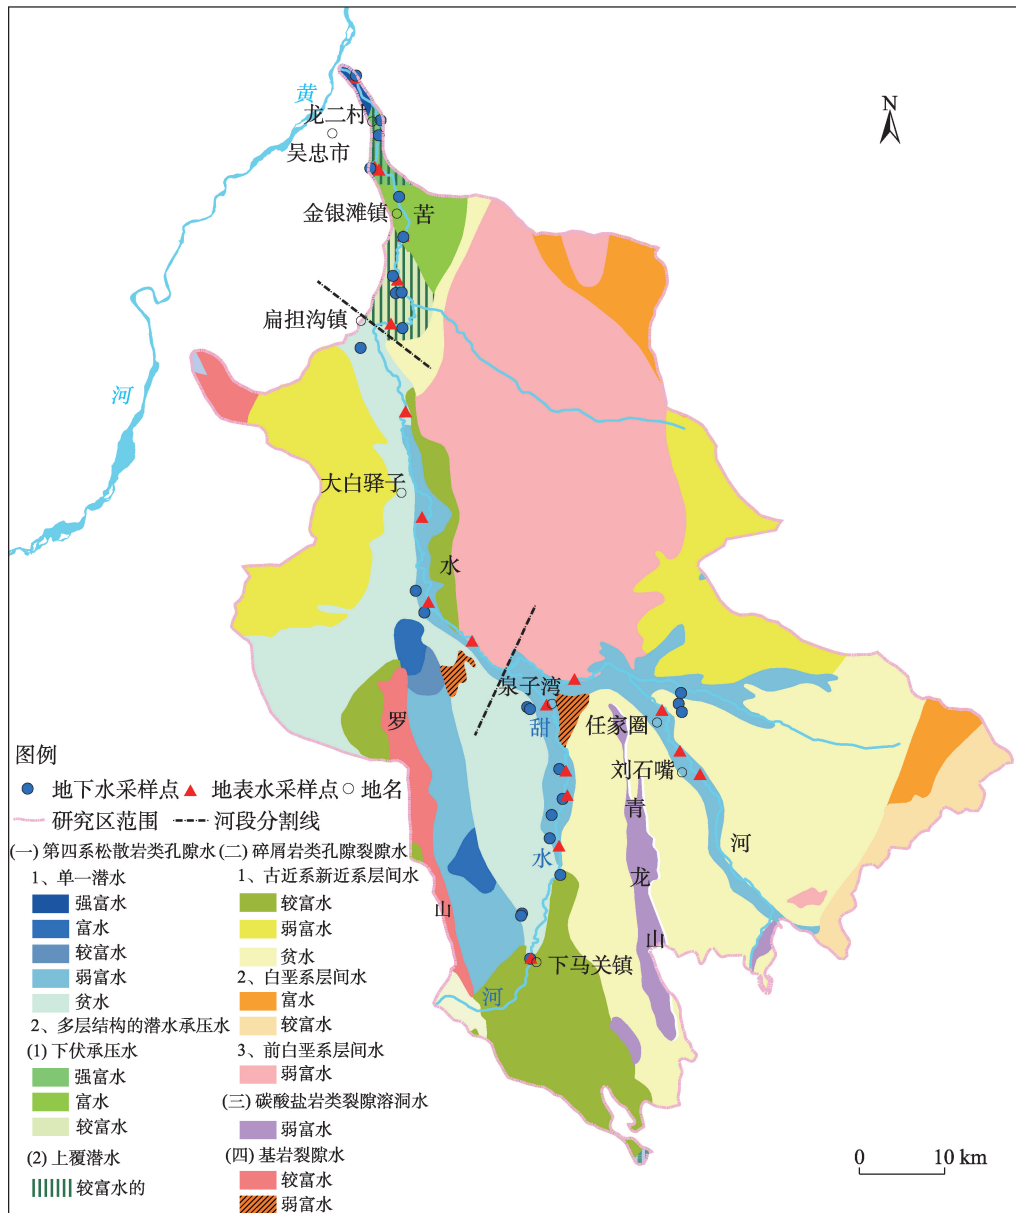 黄
龙二村
吴忠市
N
金银滩镇
苦
扁担沟镇
河
大白驿子
水
泉子湾
罗
甜
任家圈
刘石嘴
青
水
河
龙
山
山
下马关镇
河
图例
地下水采样点 地表水采样点 地名
研究区范围 河段分割线
(一) 第四系松散岩类孔隙水
1、单一潜水
强富水
富水
较富水
弱富水
贫水
2、多层结构的潜水承压水
(1) 下伏承压水
强富水
富水
较富水
(2) 上覆潜水
较富水的
(二) 碎屑岩类孔隙裂隙水
1、古近系新近系层间水
较富水
弱富水
贫水
2、白垩系层间水
富水
较富水
3、前白垩系层间水
弱富水
(三) 碳酸盐岩类裂隙溶洞水
弱富水
(四) 基岩裂隙水
较富水
弱富水
0 10 km